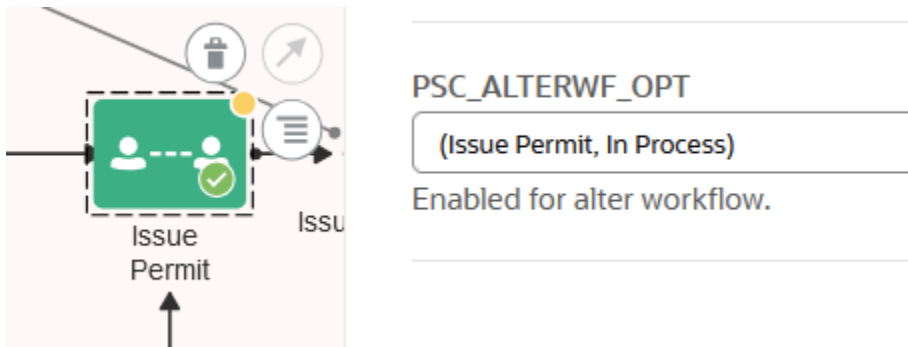 Issue
Permit
Issu
PSC_ALTERWF_OPT
(Issue Permit, In Process)
Enabled for alter workflow.